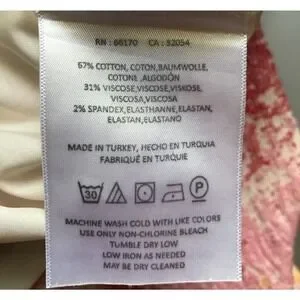 RN : 66170 CA : 32054
67% COTTON, COTON,BAUMWOLLE,
COTONE ,ALGODÓN
31% VISCOSE,VISCOSE,VISKOSE,
VISCOSA,VISCOSA
2% SPANDEX,ELASTHANNE,ELASTAN,
ELASTAN,ELASTANO
MADE IN TURKEY, HECHO EN TURQUIA
FABRIQUÉ EN TURQUIE
30 P
MACHINE WASH COLD WITH LIKE COLORS
USE ONLY NON-CHLORINE BLEACH
TUMBLE DRY LOW
LOW IRON AS NEEDED
MAY BE DRY CLEANED